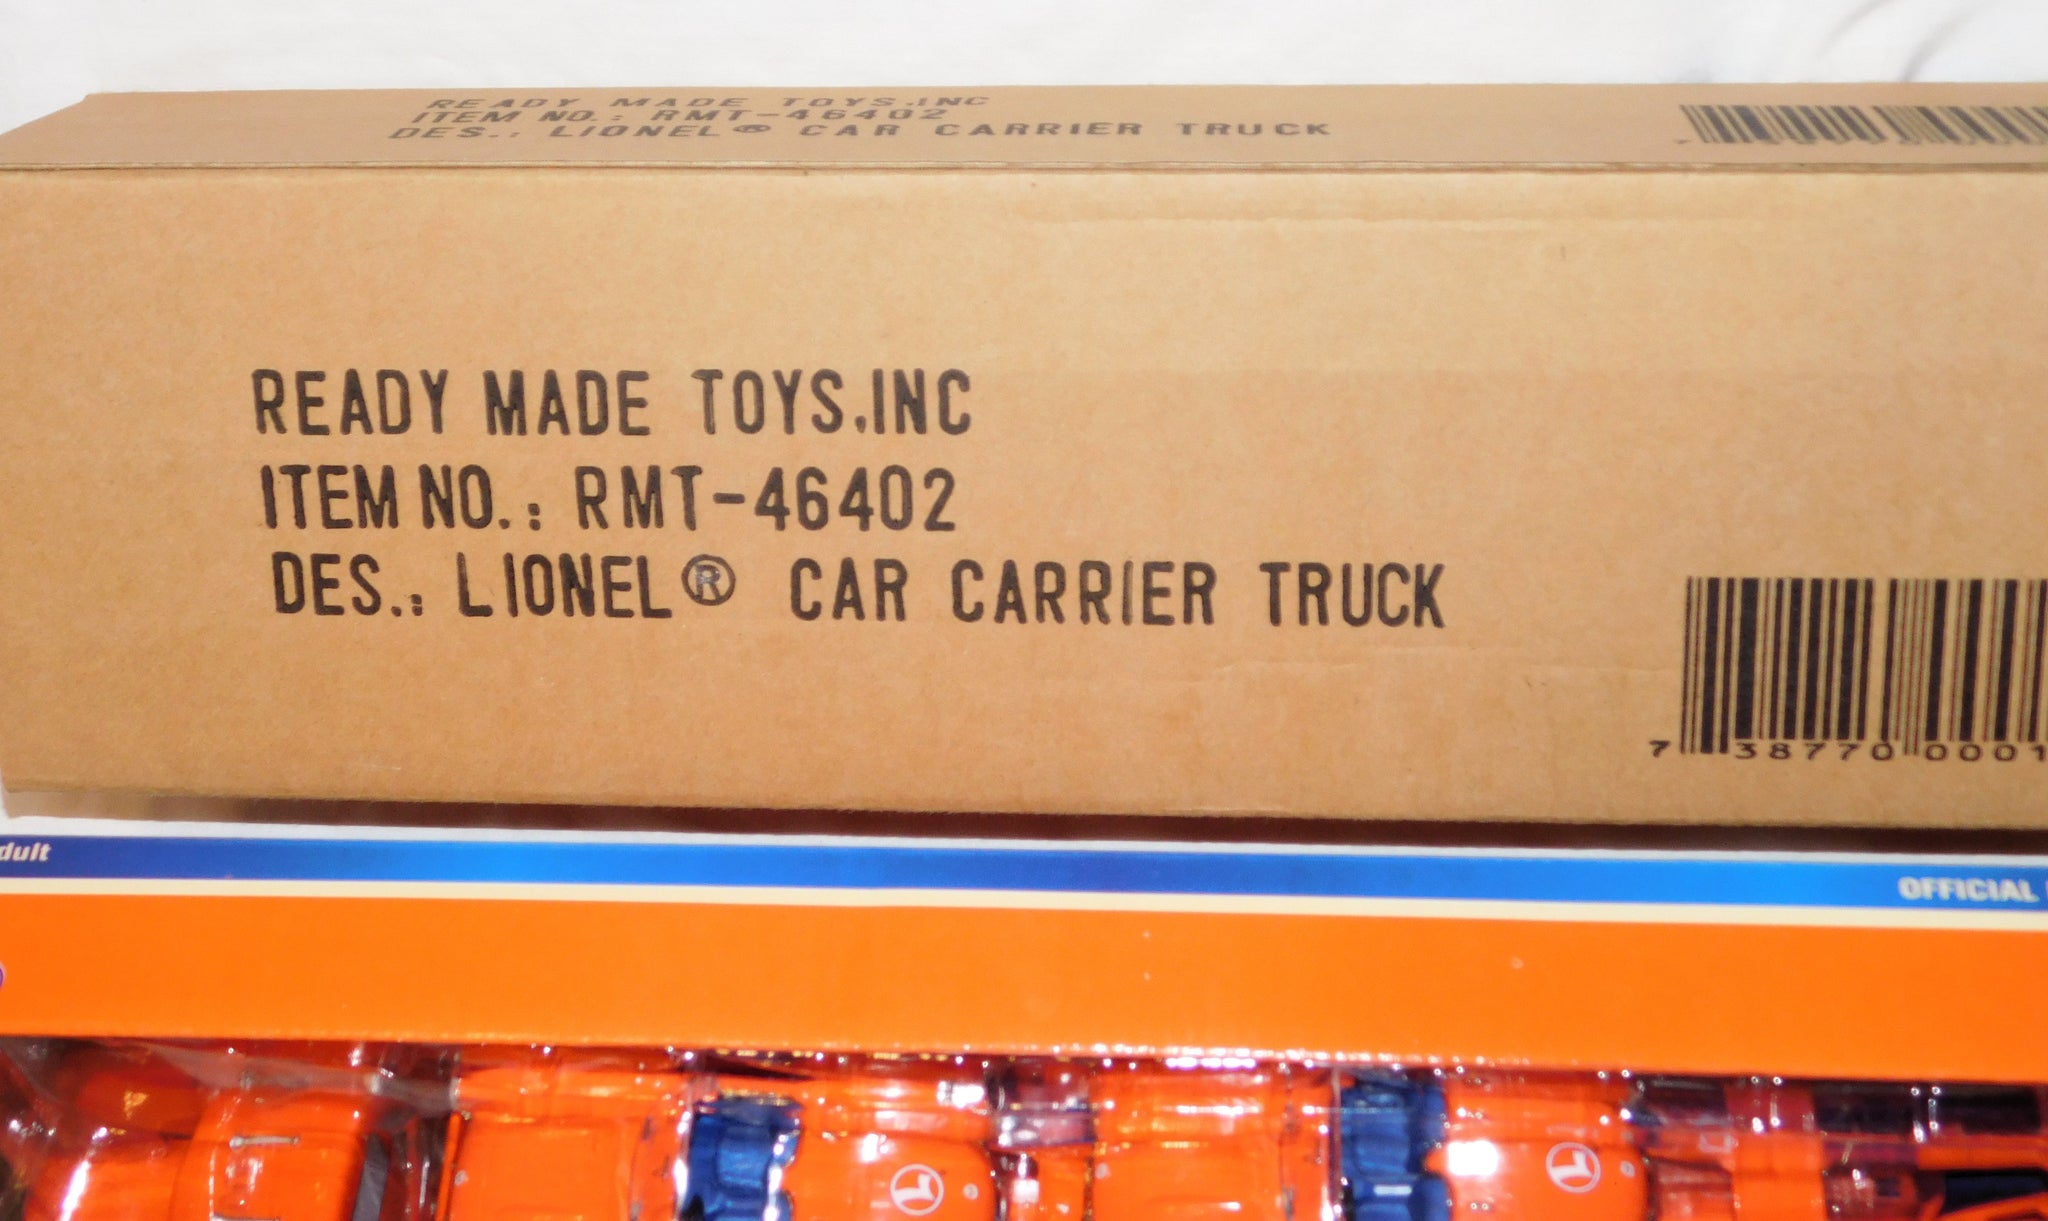 READY MADE TOYS.,INC
ITEM NO.: RMT-46402
DES.: LIONEL® CAR CARRIER TRUCK
READY MADE TOYS.,INC
ITEM NO.: RMT-46402
DES.: LIONEL® CAR CARRIER TRUCK
7 38770 0001
dult
OFFICIAL
L
L